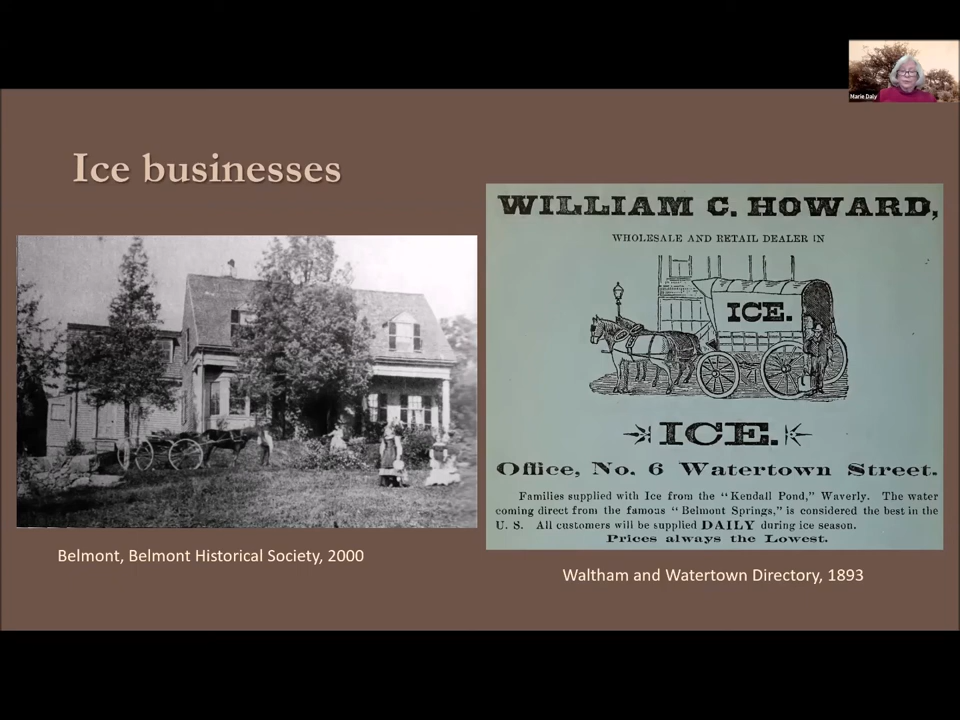 Marie Daly
Ice businesses
WILLIAM C. HOWARD,
WHOLESALE AND RETAIL DEALER IN
ICE.
ICE.
Office, No. 6 Watertown Street.
Families supplied with Ice from the "Kendall Pond," Waverly. The water
coming direct from the famous "Belmont Springs," is considered the best in the
U. S. All customers will be supplied DAILY during ice season.
Prices always the Lowest.
Belmont, Belmont Historical Society, 2000
Waltham and Watertown Directory, 1893